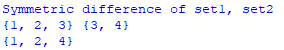 Symmetric difference of set1, set2
{1, 2, 3} {3, 4}
{1, 2, 4}